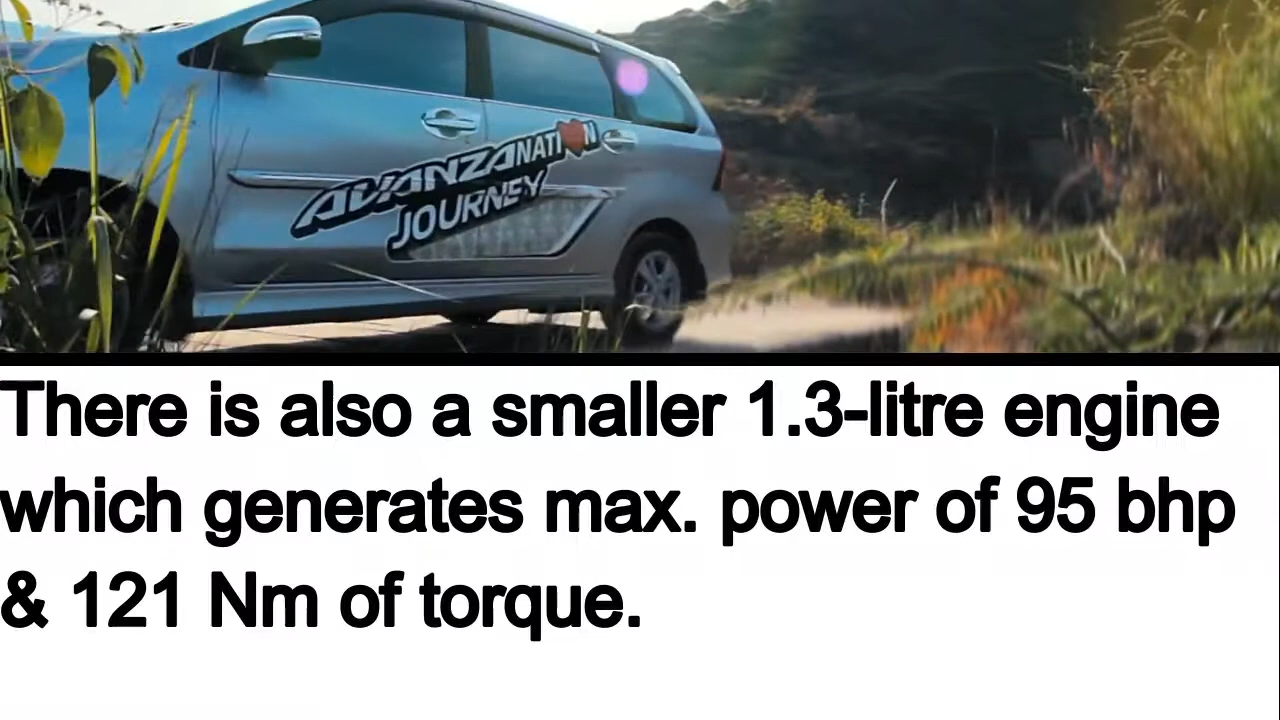 AVANZANATION
JOURNEY
There is also a smaller 1.3-litre engine
which generates max. power of 95 bhp
& 121 Nm of torque.